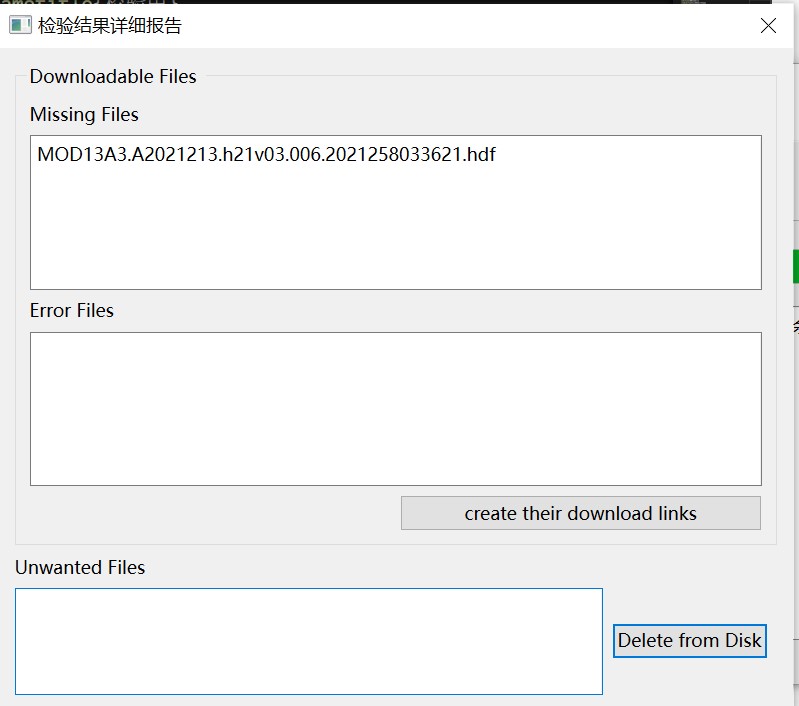 检验结果详细报告
Downloadable Files
Missing Files
MOD13A3.A2021213.h21v03.006.2021258033621.hdf
Error Files
create their download links
Unwanted Files
Delete from Disk